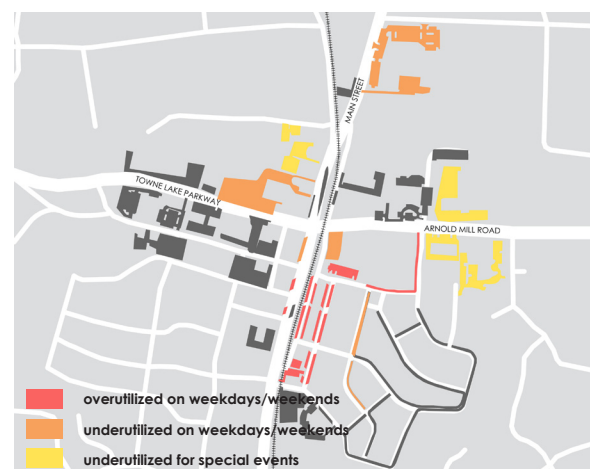 MAIN STREET
TOWNE LAKE PARKWAY
ARNOLD MILL ROAD
overutilized on weekdays/weekends
underutilized on weekdays/weekends
underutilized for special events